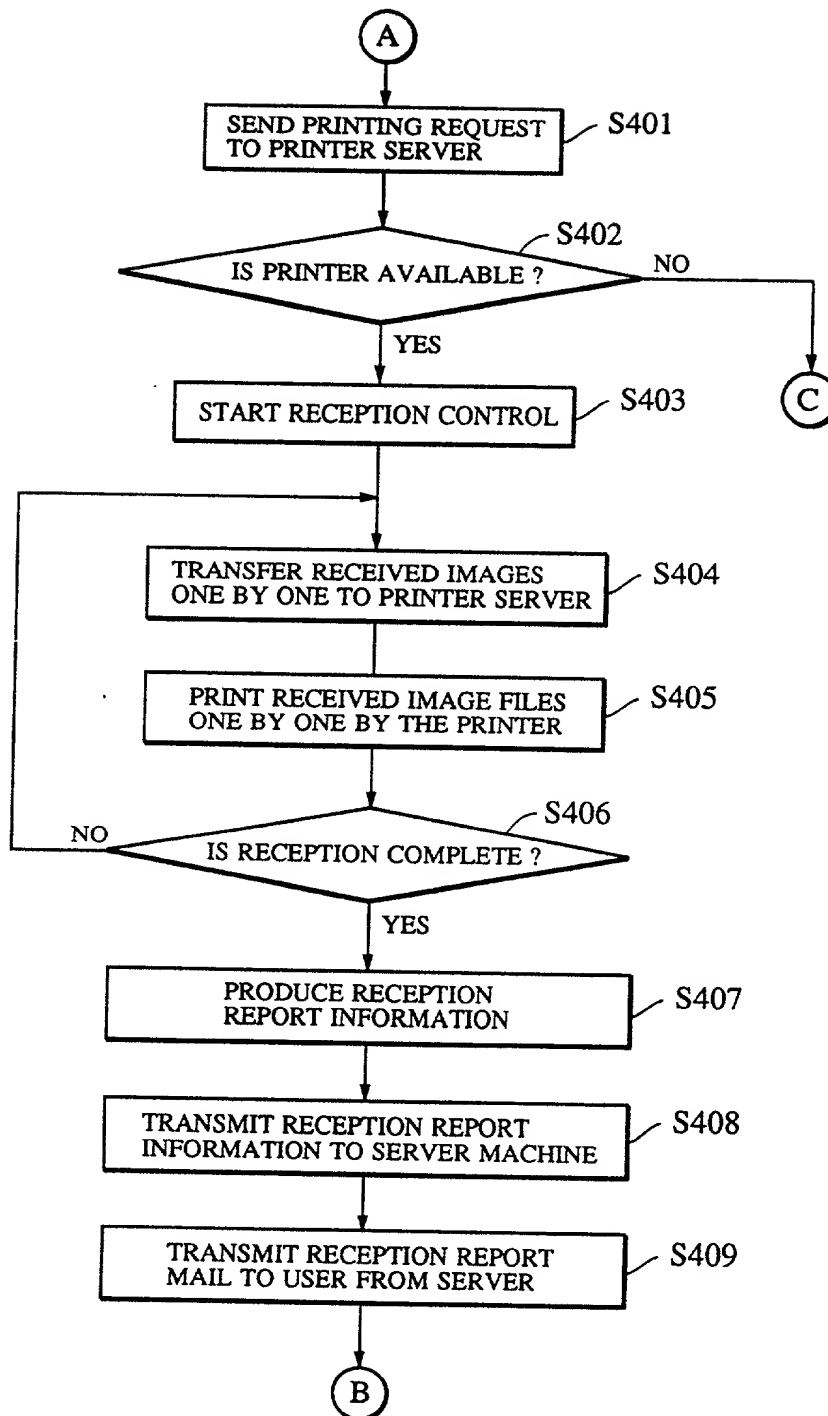 A
SEND PRINTING REQUEST
TO PRINTER SERVER
S401
S402
IS PRINTER AVAILABLE ?
NO
YES
C
START RECEPTION CONTROL
S403
TRANSFER RECEIVED IMAGES
ONE BY ONE TO PRINTER SERVER
S404
PRINT RECEIVED IMAGE FILES
ONE BY ONE BY THE PRINTER
S405
S406
NO
IS RECEPTION COMPLETE ?
YES
PRODUCE RECEPTION
REPORT INFORMATION
S407
TRANSMIT RECEPTION REPORT
INFORMATION TO SERVER MACHINE
S408
TRANSMIT RECEPTION REPORT
MAIL TO USER FROM SERVER
S409
B